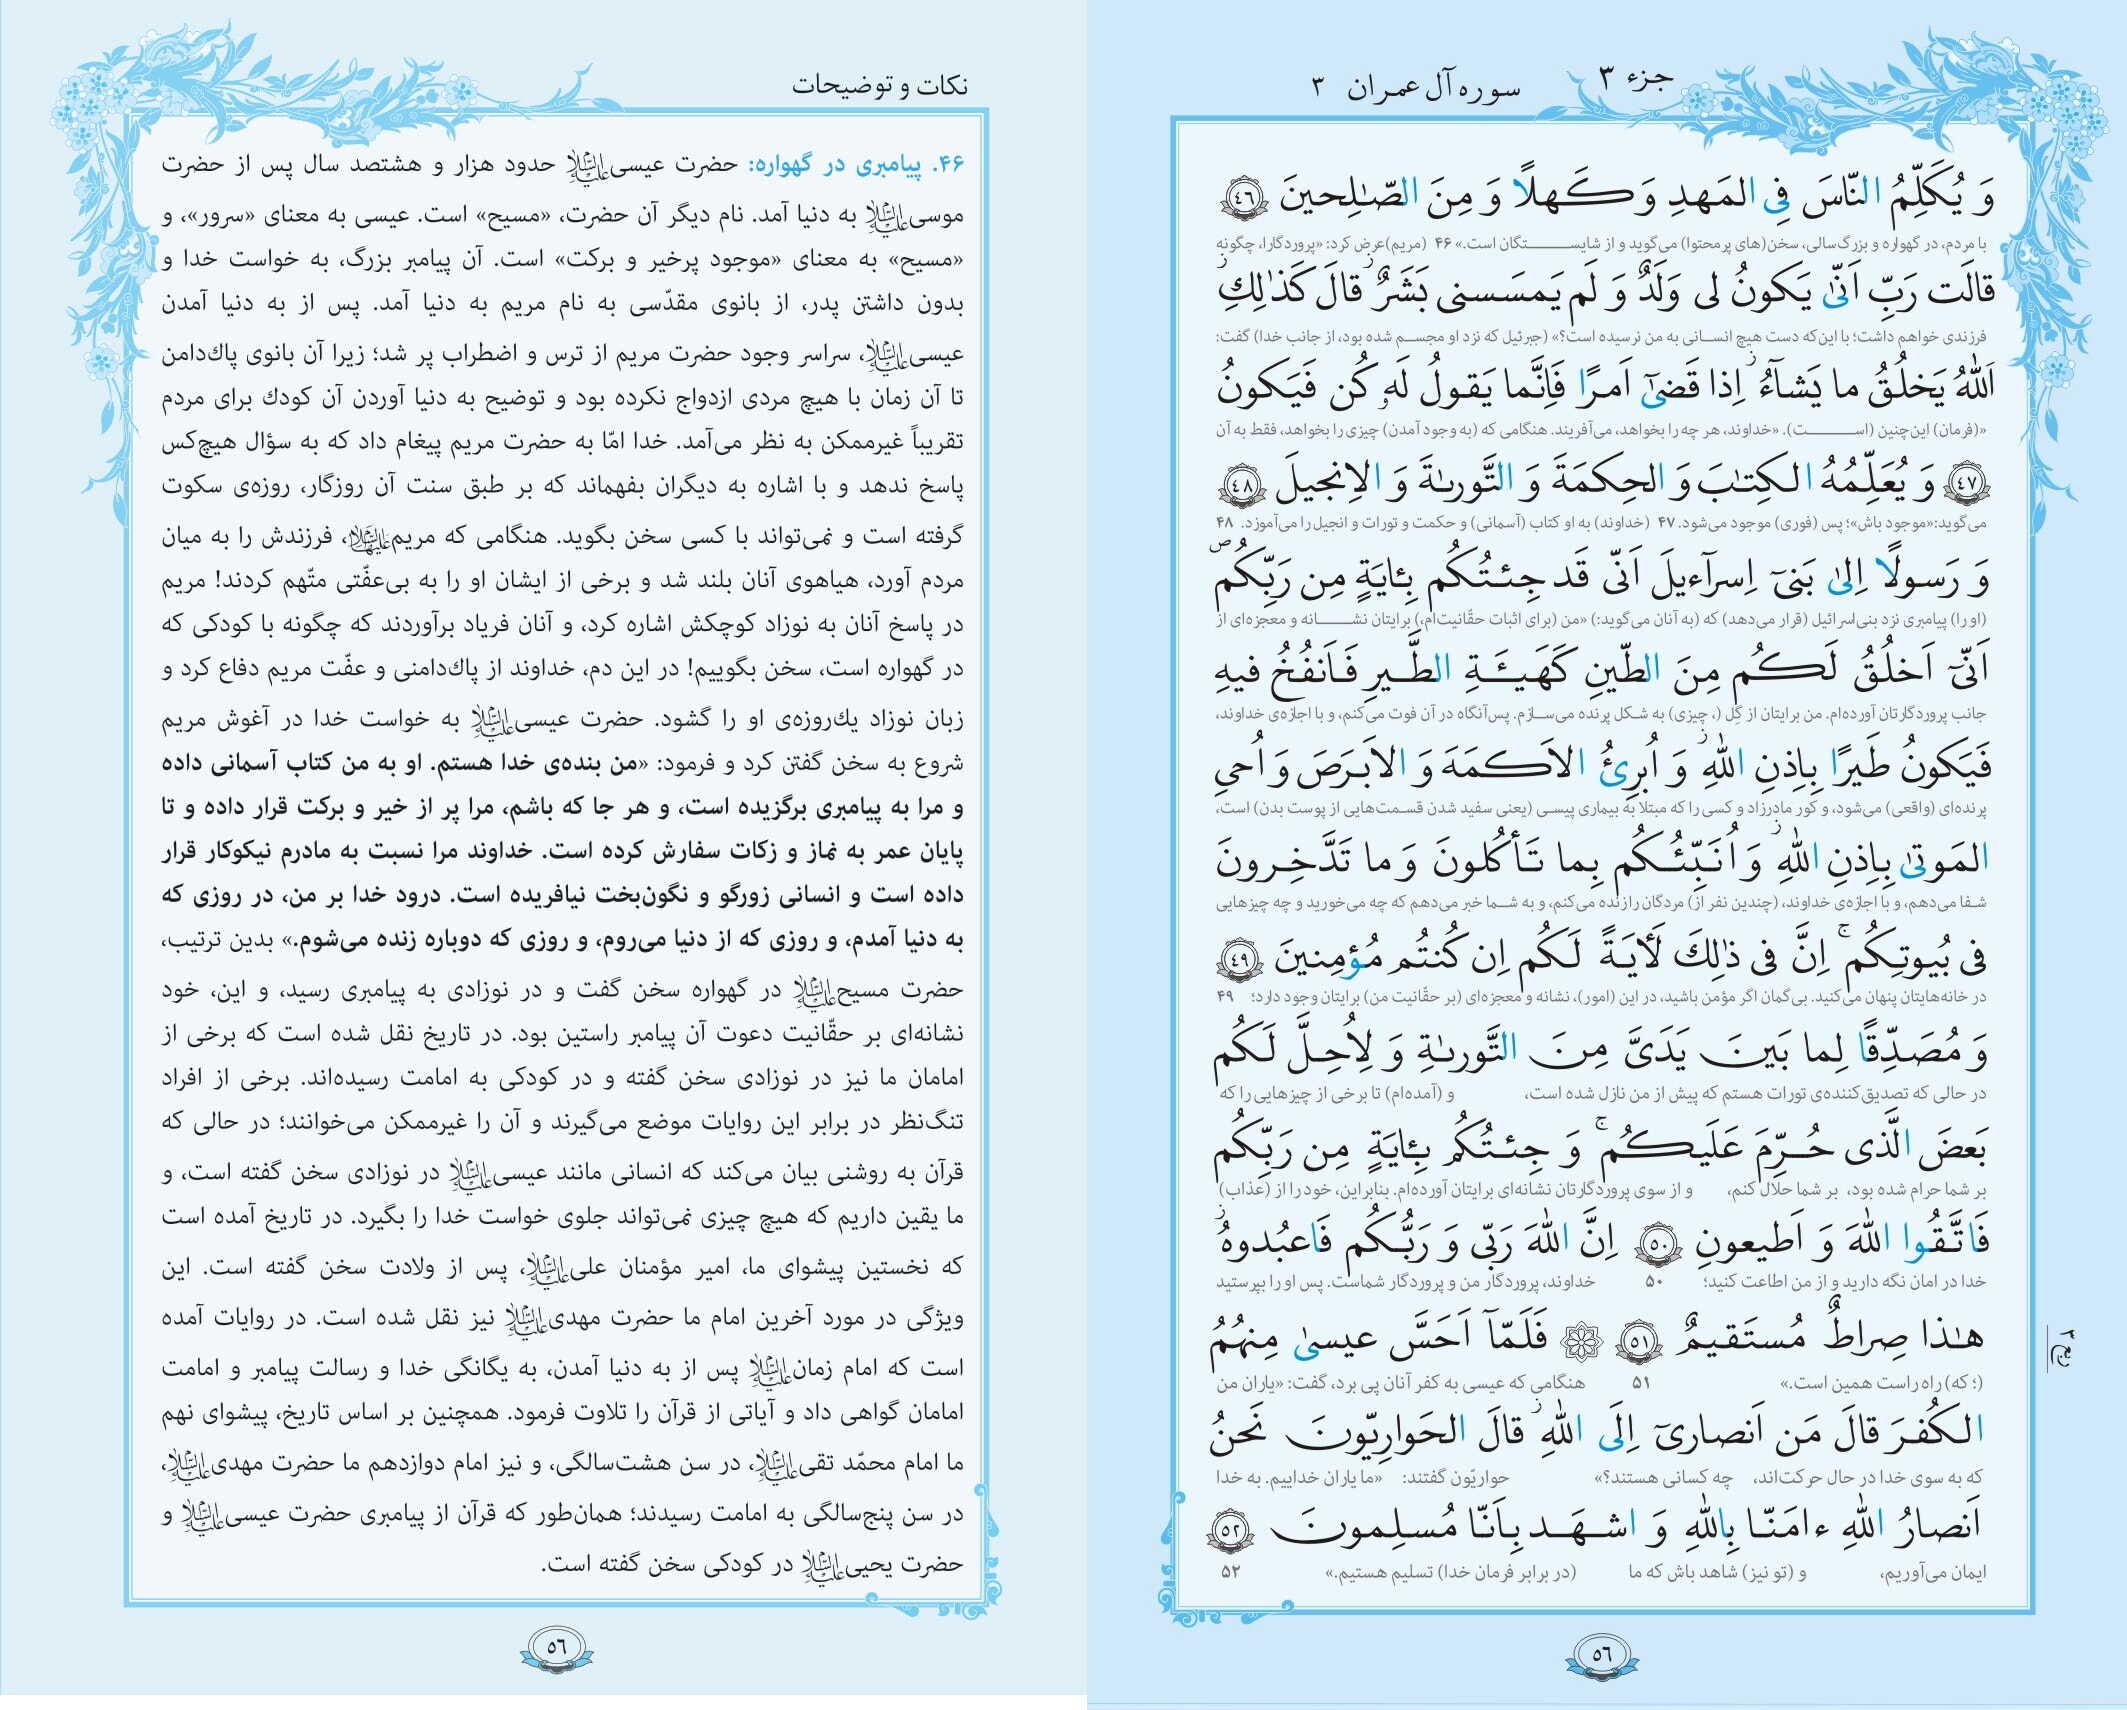 جزء ۳
سوره آل عمران ۳
وَ يُكَلِّمُ النّاسَ فِي المَهدِ وَ كَهلًا وَ مِنَ الصّٰلِحينَ ﴿٤٦﴾
با مردم، در گهواره و بزرگ‌سالی، سخن(های پرمحتوا) می‌گوید و از شایستگان است.» ۴۶ (مریم)عرض کرد: «پروردگارا، چگونه
قالَت رَبِّ اَنّىٰ يَكونُ لى وَلَدٌ وَ لَم يَمسَسنى بَشَرٌ ۖ قالَ كَذٰلِكِ
فرزندی خواهم داشت؛ با این‌که دست هیچ انسانی به من نرسیده است؟» (جبرئیل که نزد او مجسم شده بود، از جانب خدا) گفت:
اَللّٰهُ يَخلُقُ ما يَشآءُ ۚ اِذا قَضىٰٓ اَمرًا فَاِنَّما يَقولُ لَهٗ كُن فَيَكونُ
«(فرمان) این‌چنین (است). «خداوند، هر چه را بخواهد، می‌آفریند. هنگامی که (به وجود آمدن) چیزی را بخواهد، فقط به آن
﴿٤٧﴾ وَ يُعَلِّمُهُ الكِتٰبَ وَ الحِكمَةَ وَ التَّورىٰةَ وَ الاِنجيلَ ﴿٤٨﴾
می‌گوید:«موجود باش»؛ پس (فوری) موجود می‌شود. ۴۷ (خداوند) به او کتاب (آسمانی) و حکمت و تورات و انجیل را می‌آموزد. ۴۸
وَ رَسولًا اِلىٰ بَنىٓ اِسرآءيلَ اَنّى قَد جِئتُكُم بِـٔايَةٍ مِن رَبِّكُم
(او را) پیامبری نزد بنی‌اسرائیل (قرار می‌دهد) که (به آنان می‌گوید:) «من (برای اثبات حقّانیت‌ام،) برایتان نشانه و معجزه‌ای از
اَنّىٓ اَخلُقُ لَكُم مِنَ الطّينِ كَهَيـَٔةِ الطَّيرِ فَاَنفُخُ فيهِ
جانب پروردگارتان آورده‌ام. من برایتان از گِل (، چیزی) به شکل پرنده می‌سازم. پس‌آنگاه در آن فوت می‌کنم، و با اجازه‌ی خداوند،
فَيَكونُ طَيرًا بِاِذنِ اللّٰهِ ۖ وَ اُبرِئُ الاَكمَهَ وَ الاَبرَصَ وَ اُحىِ
پرنده‌ای (واقعی) می‌شود، و کور مادرزاد و کسی را که مبتلا به بیماری پیسی (یعنی سفید شدن قسمت‌هایی از پوست بدن) است،
المَوتىٰ بِاِذنِ اللّٰهِ ۖ وَ اُنَبِّئُكُم بِما تَأكُلونَ وَ ما تَدَّخِرونَ
شفا می‌دهم، و با اجازه‌ی خداوند، (چندین نفر از) مردگان را زنده می‌کنم، و به شما خبر می‌دهم که چه می‌خورید و چه چیزهایی
فى بُيوتِكُم ۚ اِنَّ فى ذٰلِكَ لَـٔايَةً لَكُم اِن كُنتُم مُؤمِنينَ ﴿٤٩﴾
در خانه‌هایتان پنهان می‌کنید. بی‌گمان اگر مؤمن باشید، در این (امور)، نشانه و معجزه‌ای (بر حقّانیت من) برایتان وجود دارد؛ ۴۹
وَ مُصَدِّقًا لِما بَينَ يَدَىَّ مِنَ التَّورىٰةِ وَ لِاُحِلَّ لَكُم
در حالی که تصدیق‌کننده‌ی تورات هستم که پیش از من نازل شده است، و (آمده‌ام) تا برخی از چیزهایی را که
بَعضَ الَّذى حُرِّمَ عَلَيكُم ۚ وَ جِئتُكُم بِـٔايَةٍ مِن رَبِّكُم
بر شما حرام شده بود، بر شما حلال کنم، و از سوی پروردگارتان نشانه‌ای برایتان آورده‌ام. بنابراین، خود را از (عذاب)
فَاتَّقُوا اللّٰهَ وَ اَطيعونِ ﴿٥٠﴾ اِنَّ اللّٰهَ رَبّى وَ رَبُّكُم فَاعبُدوهُ ۗ
خدا در امان نگه دارید و از من اطاعت کنید؛ ۵۰ خداوند، پروردگار من و پروردگار شماست. پس او را بپرستید
هٰذا صِراطٌ مُستَقيمٌ ﴿٥١﴾ ۞ فَلَمّآ اَحَسَّ عيسىٰ مِنهُمُ
(؛ که) راه راست همین است.» ۵۱ هنگامی که عیسی به کفر آنان پی برد، گفت: «یاران من
الكُفرَ قالَ مَن اَنصارىٓ اِلَى اللّٰهِ ۖ قالَ الحَوارِيّونَ نَحنُ
که به سوی خدا در حال حرکت‌اند، چه کسانی هستند؟» حواریّون گفتند: «ما یاران خداییم. به خدا
اَنصارُ اللّٰهِ ءامَنّا بِاللّٰهِ وَ اشهَد بِاَنّا مُسلِمونَ ﴿٥٢﴾
ایمان می‌آوریم، و (تو نیز) شاهد باش که ما (در برابر فرمان خدا) تسلیم هستیم.» ۵۲
٥٦
نکات و توضیحات
۴۶. پیامبری در گهواره: حضرت عیسی علیه‌السلام حدود هزار و هشتصد سال پس از حضرت
موسی علیه‌السلام به دنیا آمد. نام دیگر آن حضرت، «مسیح» است. عیسی به معنای «سرور»، و
«مسیح» به معنای «موجود پرخیر و برکت» است. آن پیامبر بزرگ، به خواست خدا و
بدون داشتن پدر، از بانوی مقدّسی به نام مریم به دنیا آمد. پس از به دنیا آمدن
عیسی علیه‌السلام، سراسر وجود حضرت مریم از ترس و اضطراب پر شد؛ زیرا آن بانوی پاك‌دامن
تا آن زمان با هیچ مردی ازدواج نکرده بود و توضیح به دنیا آوردن آن کودك برای مردم
تقریباً غیرممکن به نظر می‌آمد. خدا امّا به حضرت مریم پیغام داد که به سؤال هیچ‌کس
پاسخ ندهد و با اشاره به دیگران بفهماند که بر طبق سنت آن روزگار، روزه‌ی سکوت
گرفته است و نمی‌تواند با کسی سخن بگوید. هنگامی که مریم علیهاالسلام، فرزندش را به میان
مردم آورد، هیاهوی آنان بلند شد و برخی از ایشان او را به بی‌عفّتی متّهم کردند! مریم
در پاسخ آنان به نوزاد کوچکش اشاره کرد، و آنان فریاد برآوردند که چگونه با کودکی که
در گهواره است، سخن بگوییم! در این دم، خداوند از پاك‌دامنی و عفّت مریم دفاع کرد و
زبان نوزاد یك‌روزه‌ی او را گشود. حضرت عیسی علیه‌السلام به خواست خدا در آغوش مریم
شروع به سخن گفتن کرد و فرمود: «من بنده‌ی خدا هستم. او به من کتاب آسمانی داده
و مرا به پیامبری برگزیده است، و هر جا که باشم، مرا پر از خیر و برکت قرار داده و تا
پایان عمر به نماز و زکات سفارش کرده است. خداوند مرا نسبت به مادرم نیکوکار قرار
داده است و انسانی زورگو و نگون‌بخت نیافریده است. درود خدا بر من، در روزی که
به دنیا آمدم، و روزی که از دنیا می‌روم، و روزی که دوباره زنده می‌شوم.» بدین ترتیب،
حضرت مسیح علیه‌السلام در گهواره سخن گفت و در نوزادی به پیامبری رسید، و این، خود
نشانه‌ای بر حقّانیت دعوت آن پیامبر راستین بود. در تاریخ نقل شده است که برخی از
امامان ما نیز در نوزادی سخن گفته و در کودکی به امامت رسیده‌اند. برخی از افراد
تنگ‌نظر در برابر این روایات موضع می‌گیرند و آن را غیرممکن می‌خوانند؛ در حالی که
قرآن به روشنی بیان می‌کند که انسانی مانند عیسی علیه‌السلام در نوزادی سخن گفته است، و
ما یقین داریم که هیچ چیزی نمی‌تواند جلوی خواست خدا را بگیرد. در تاریخ آمده است
که نخستین پیشوای ما، امیر مؤمنان علی علیه‌السلام، پس از ولادت سخن گفته است. این
ویژگی در مورد آخرین امام ما حضرت مهدی علیه‌السلام نیز نقل شده است. در روایات آمده
است که امام زمان علیه‌السلام پس از به دنیا آمدن، به یگانگی خدا و رسالت پیامبر و امامت
امامان گواهی داد و آیاتی از قرآن را تلاوت فرمود. همچنین بر اساس تاریخ، پیشوای نهم
ما امام محمّد تقی علیه‌السلام، در سن هشت‌سالگی، و نیز امام دوازدهم ما حضرت مهدی علیه‌السلام،
در سن پنج‌سالگی به امامت رسیدند؛ همان‌طور که قرآن از پیامبری حضرت عیسی علیه‌السلام و
حضرت یحیی علیه‌السلام در کودکی سخن گفته است.
٥٦